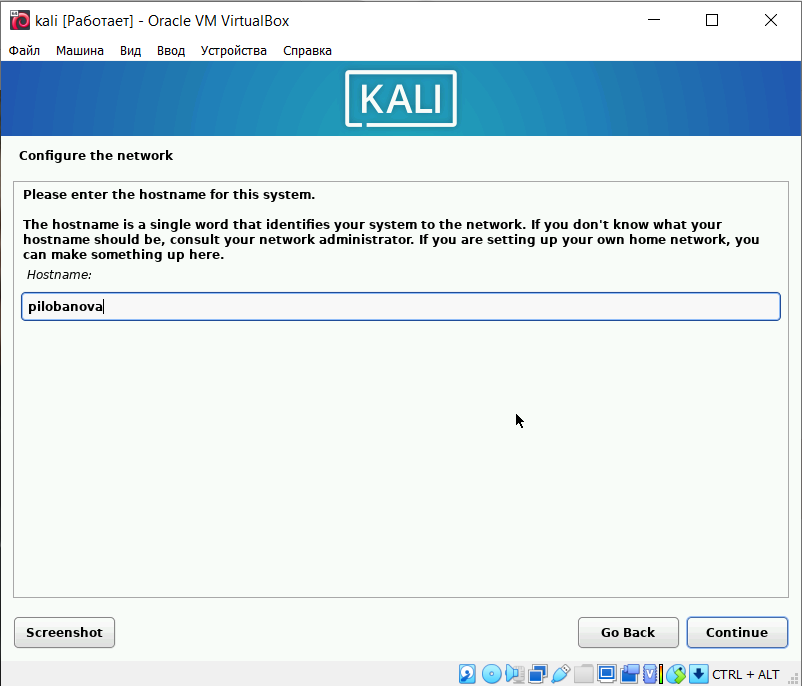 kali [Работает] - Oracle VM VirtualBox
Файл Машина Вид Ввод Устройства Справка
KALI
Configure the network
Please enter the hostname for this system.
The hostname is a single word that identifies your system to the network. If you don't know what your
hostname should be, consult your network administrator. If you are setting up your own home network, you
can make something up here.
Hostname:
pilobanova
Screenshot Go Back Continue
CTRL + ALT